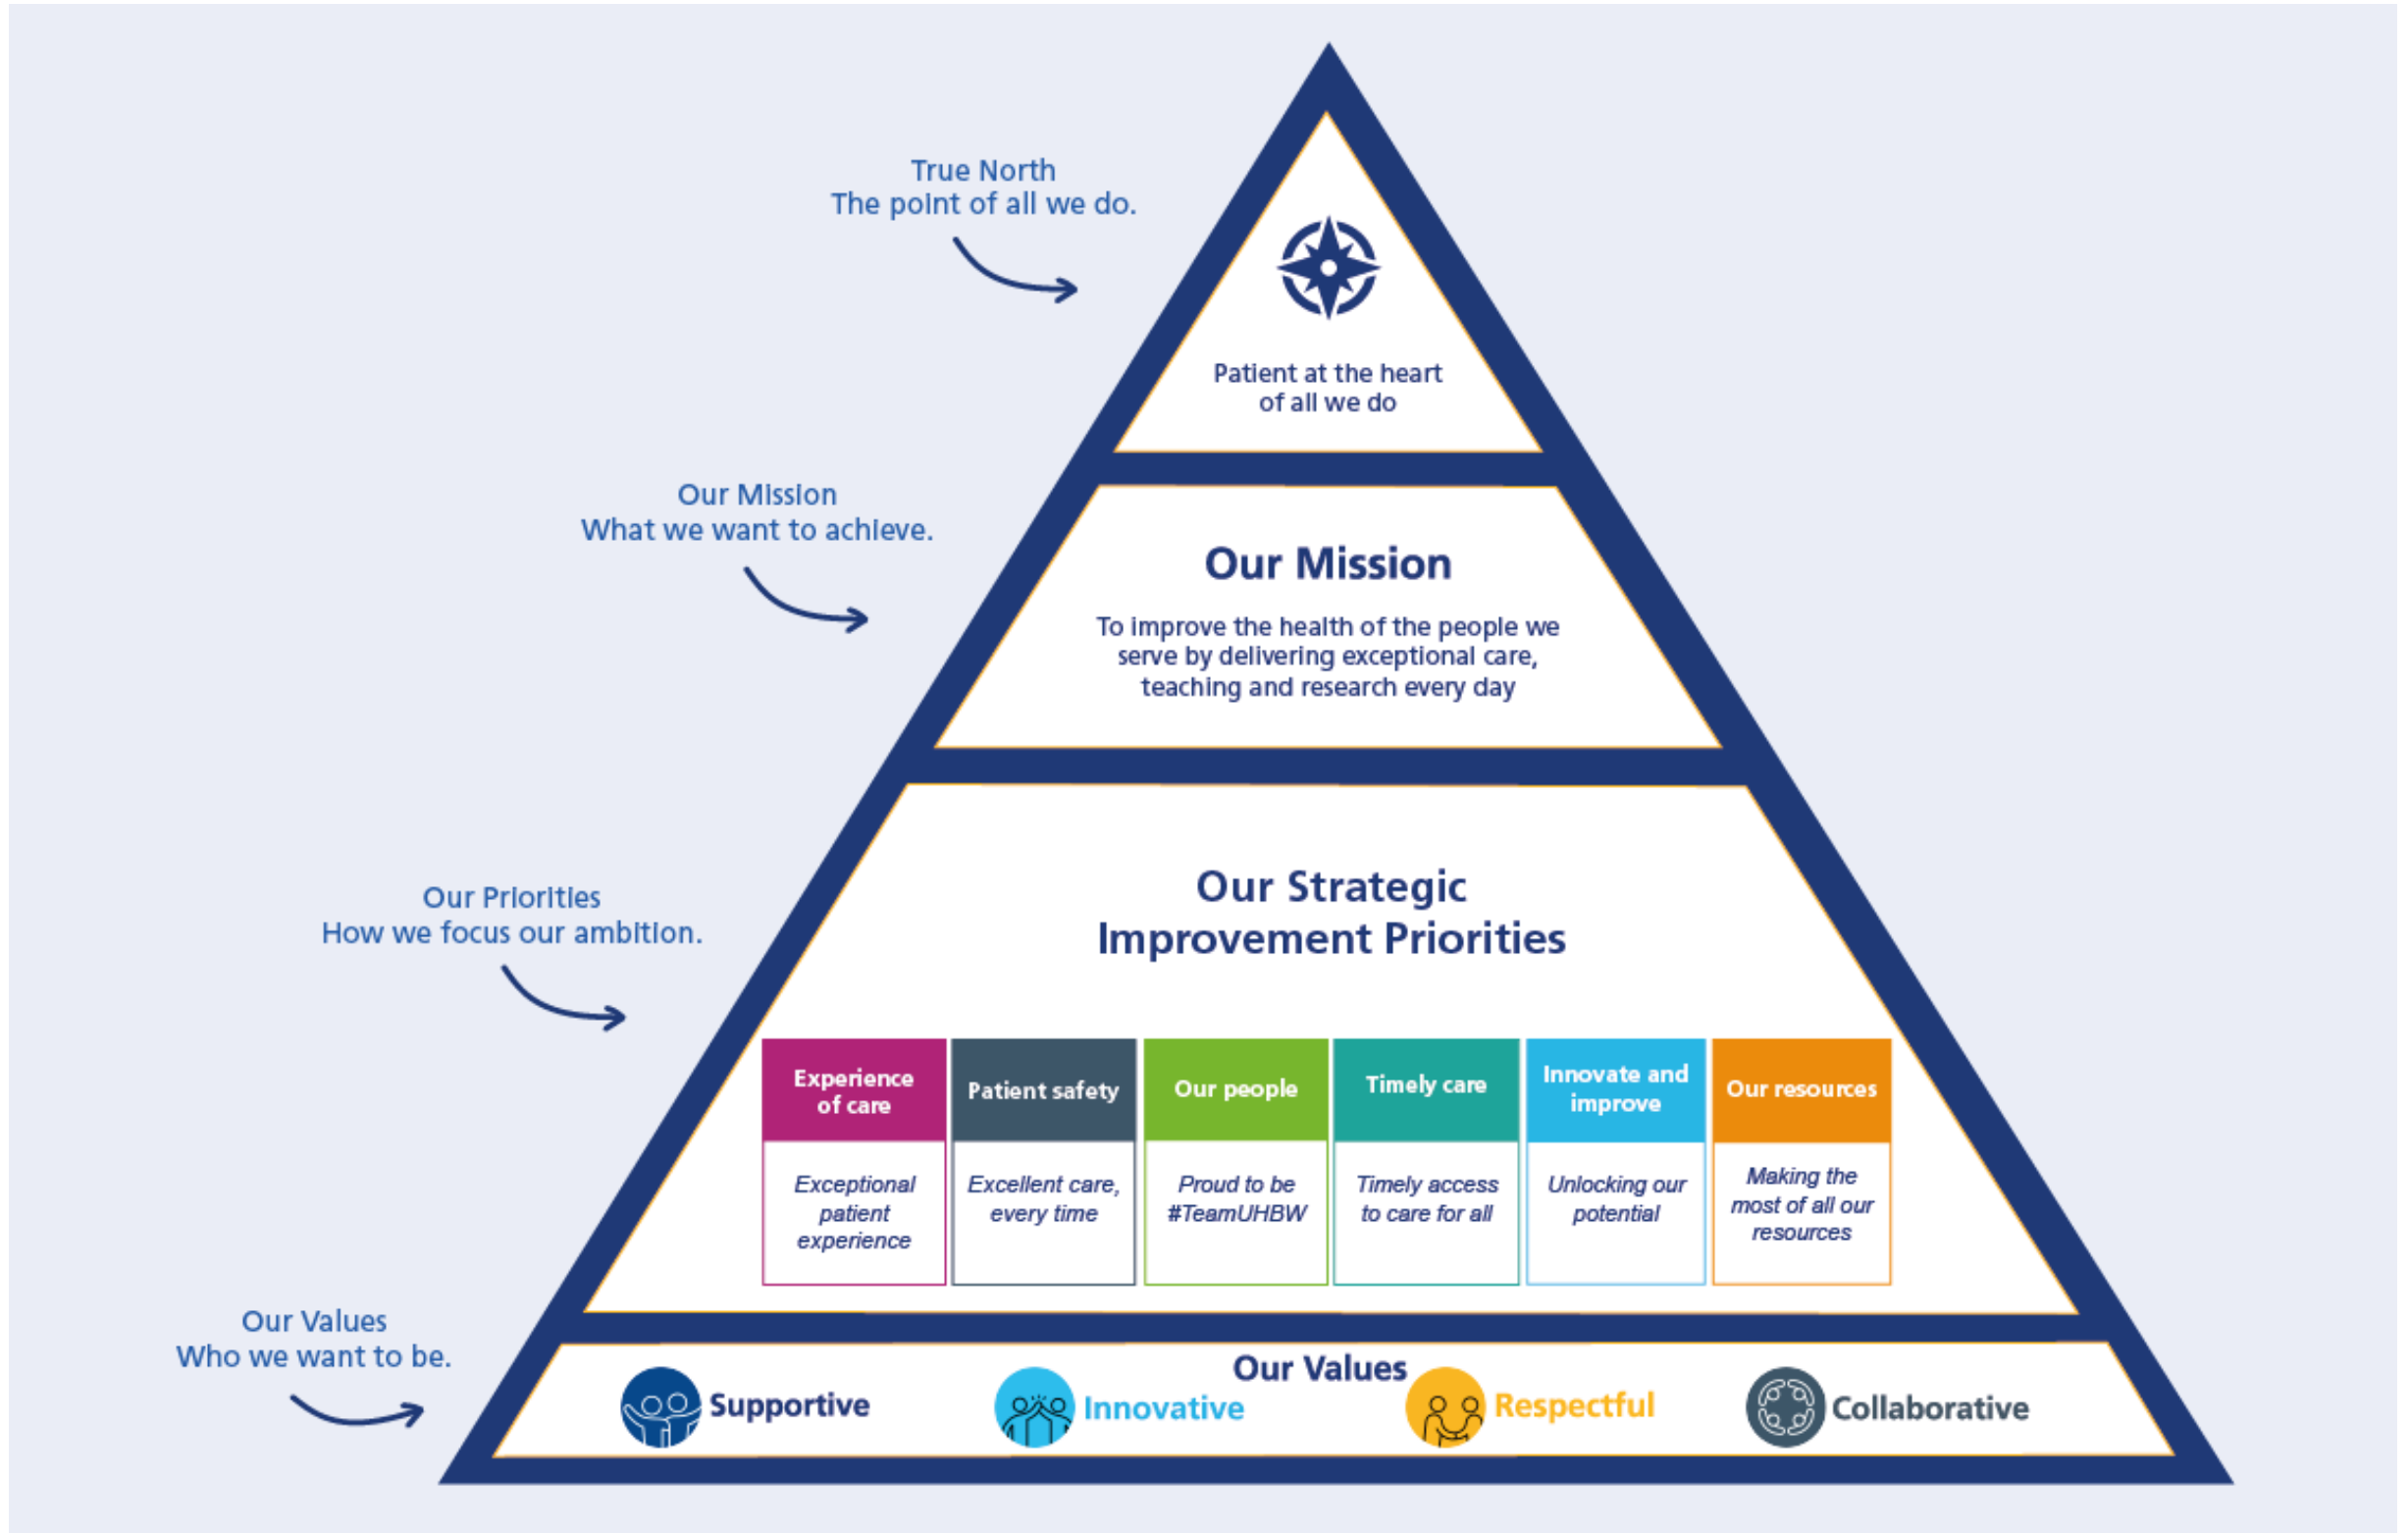 True North
The point of all we do.
Patient at the heart
of all we do
Our Mission
What we want to achieve.
Our Mission
To improve the health of the people we
serve by delivering exceptional care,
teaching and research every day
Our Priorities
How we focus our ambition.
Our Strategic
Improvement Priorities
Experience
of care
Exceptional
patient
experience
Patient safety
Excellent care,
every time
Our people
Proud to be
#TeamUHBW
Timely care
Timely access
to care for all
Innovate and
improve
Unlocking our
potential
Our resources
Making the
most of all our
resources
Our Values
Who we want to be.
Our Values
Supportive
Innovative
Respectful
Collaborative